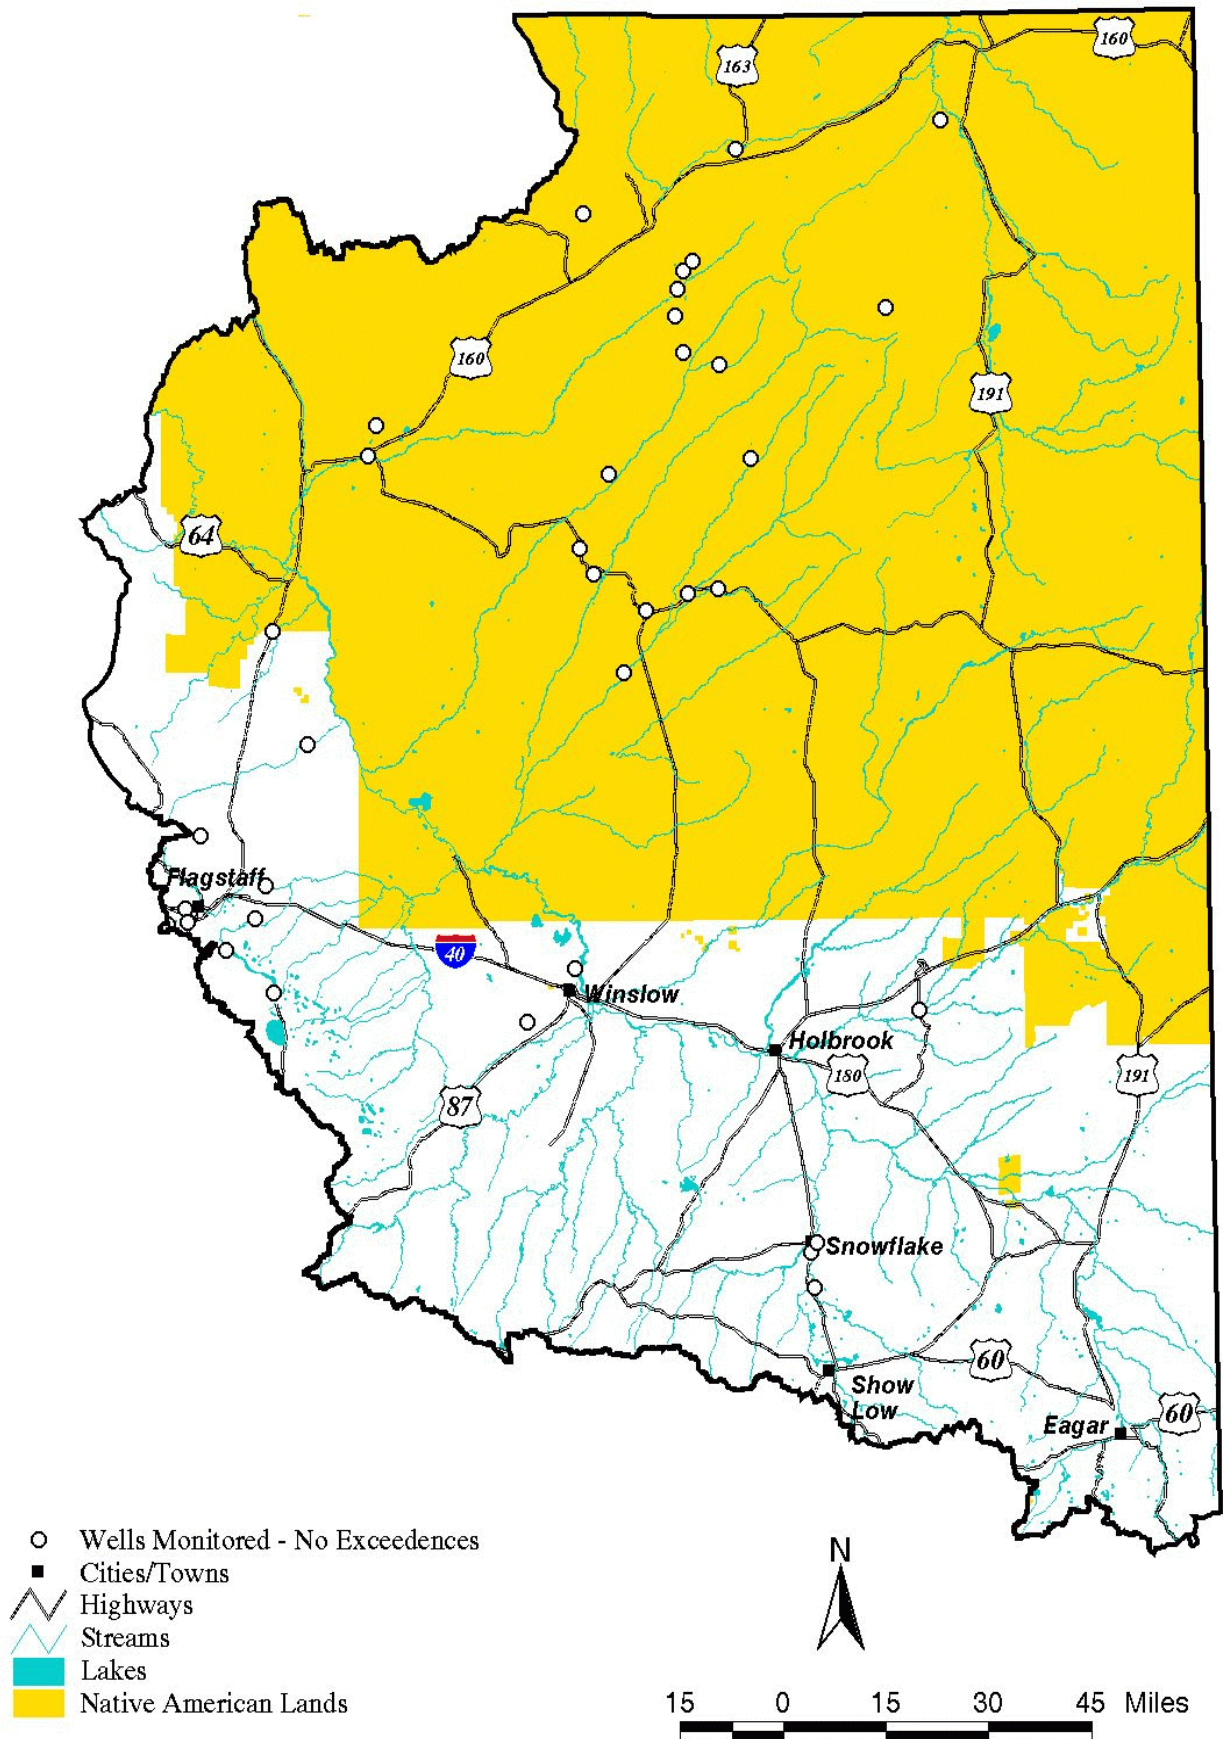 160
163
160
191
64
Flagstaff
40
Winslow
Holbrook
180
191
87
Snowflake
60
Show
Low
60
Eagar
Wells Monitored - No Exceedences
Cities/Towns
Highways
Streams
Lakes
Native American Lands
N
15 0 15 30 45 Miles